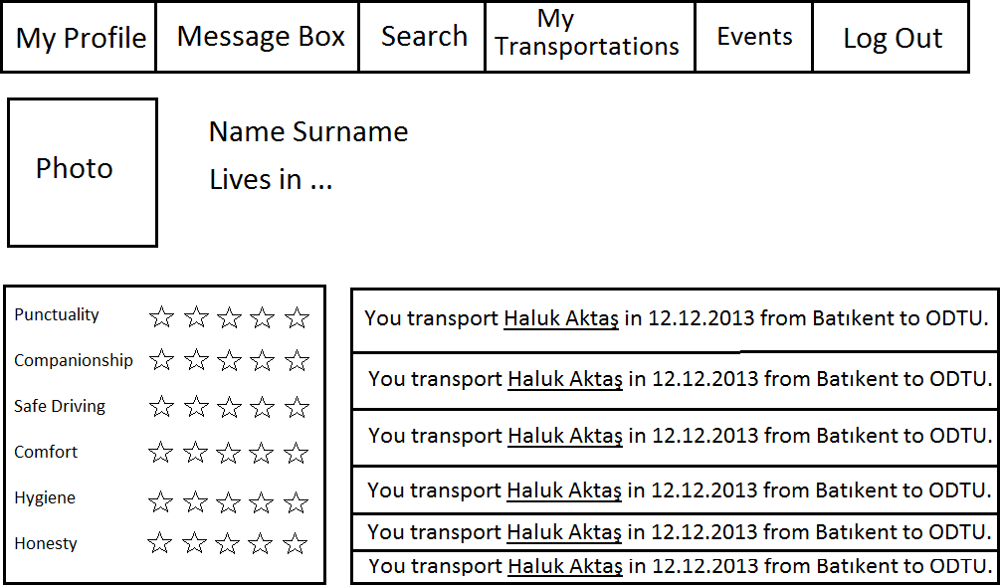 My Profile
Message Box
Search
My
Transportations
Events
Log Out
Photo
Name Surname
Lives in ...
Punctuality
Companionship
Safe Driving
Comfort
Hygiene
Honesty
You transport Haluk Aktaş in 12.12.2013 from Batıkent to ODTU.
You transport Haluk Aktaş in 12.12.2013 from Batıkent to ODTU.
You transport Haluk Aktaş in 12.12.2013 from Batıkent to ODTU.
You transport Haluk Aktaş in 12.12.2013 from Batıkent to ODTU.
You transport Haluk Aktaş in 12.12.2013 from Batıkent to ODTU.
You transport Haluk Aktaş in 12.12.2013 from Batıkent to ODTU.